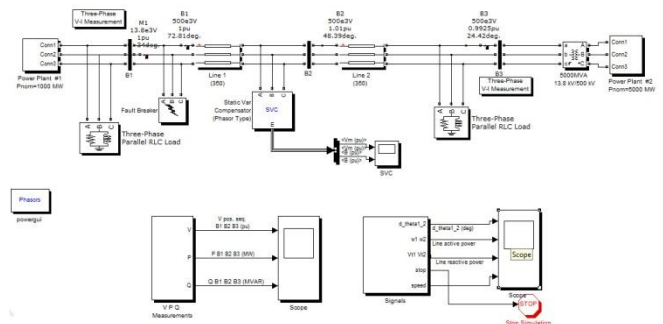 Three-Phase
V-I Measurement
M1
13.8e3V
1pu
24deg
B1
500e3V
1pu
72.81deg
B2
500e3V
1.01pu
48.39deg
B3
500e3V
0.9925pu
24.42deg
Conn1
Conn2
Conn3
Power Plant #1
Pnom=1000 MW
B1
Line 1
(350)
B2
Line 2
(350)
B3
A B C
a b c
5000MVA
13.8 kV/500 kV
Conn1
Conn2
Conn3
Power Plant #2
Pnom=5000 MW
Three-Phase
V-I Measurement
A B C
Three-Phase
Parallel RLC Load
Fault Breaker
A B C
Static Var
Compensator
(Phasor Type)
A B C
SVC
E
<Vm (pu)>
<Vm (pu)>
<B (pu)>
<B (pu)>
SVC
A B C
Three-Phase
Parallel RLC Load
Phasors
powergui
V
P
Q
V pos. seq.
B1 B2 B3 (pu)
P B1 B2 B3 (MW)
Q B1 B2 B3 (MVAR)
V P Q
Measurements
Scope
d_theta1_2
w1 w2
Vt1 Vt2
stop
speed
Signals
d_theta1_2 (deg)
Line active power
Line reactive power
Scope
Scope
STOP
Stop Simulation